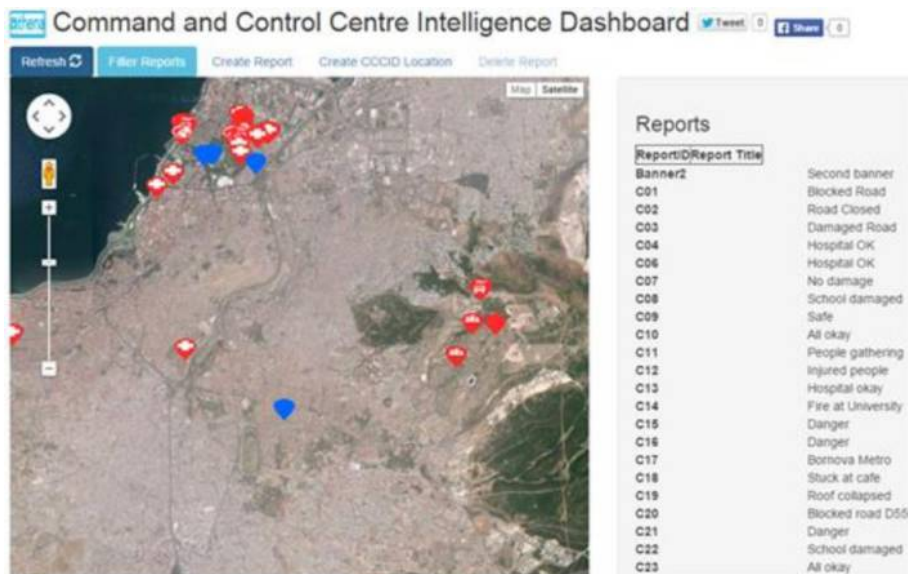 athena Command and Control Centre Intelligence Dashboard Tweet 0 Share 0
Refresh Filter Reports Create Report Create CCCID Location Delete Report
Map Satellite
Reports
ReportID Report Title
Banner2 Second banner
C01 Blocked Road
C02 Road Closed
C03 Damaged Road
C04 Hospital OK
C06 Hospital OK
C07 No damage
C08 School damaged
C09 Safe
C10 All okay
C11 People gathering
C12 Injured people
C13 Hospital okay
C14 Fire at University
C15 Danger
C16 Danger
C17 Bornova Metro
C18 Stuck at cafe
C19 Roof collapsed
C20 Blocked road D55
C21 Danger
C22 School damaged
C23 All okay